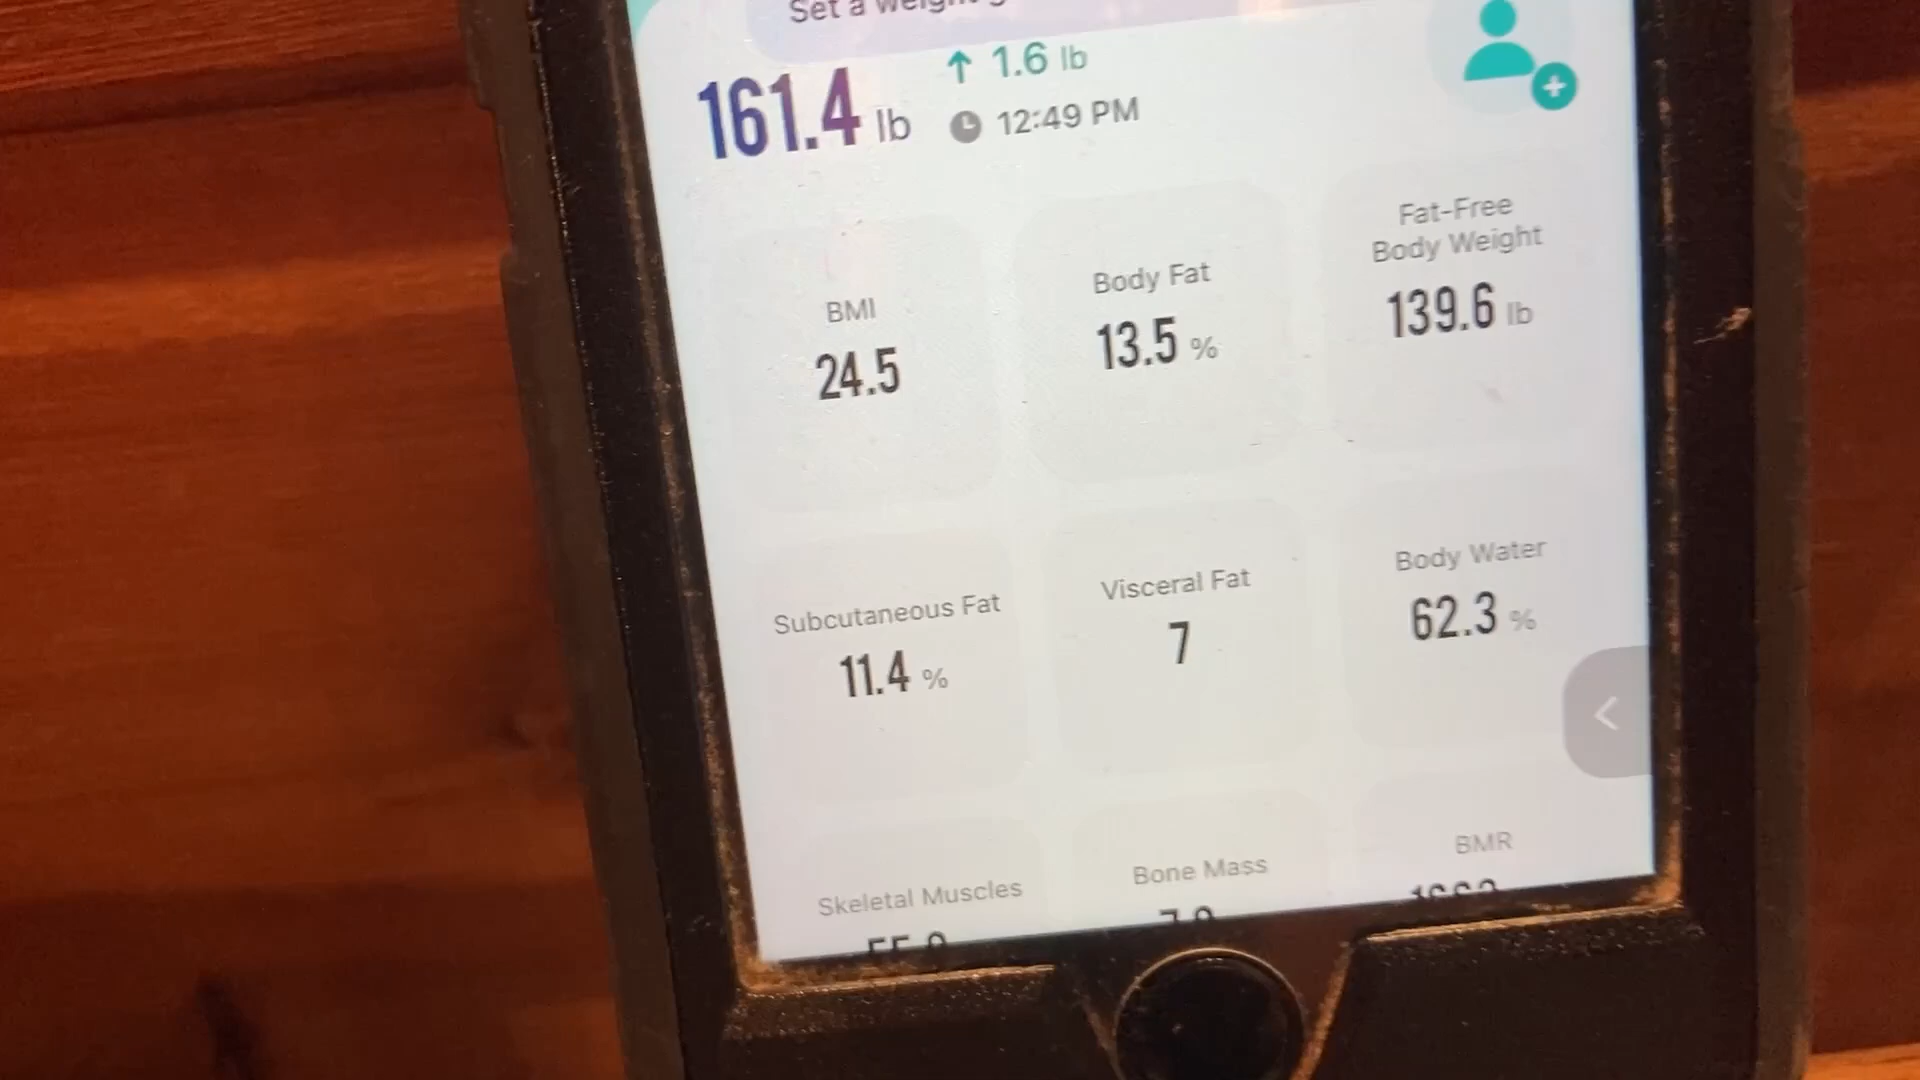 Set a
161.4 lb
↑ 1.6 lb
12:49 PM
BMI
24.5
Body Fat
13.5 %
Fat-Free
Body Weight
139.6 lb
Subcutaneous Fat
11.4 %
Visceral Fat
7
Body Water
62.3 %
Skeletal Muscles
Bone Mass
BMR